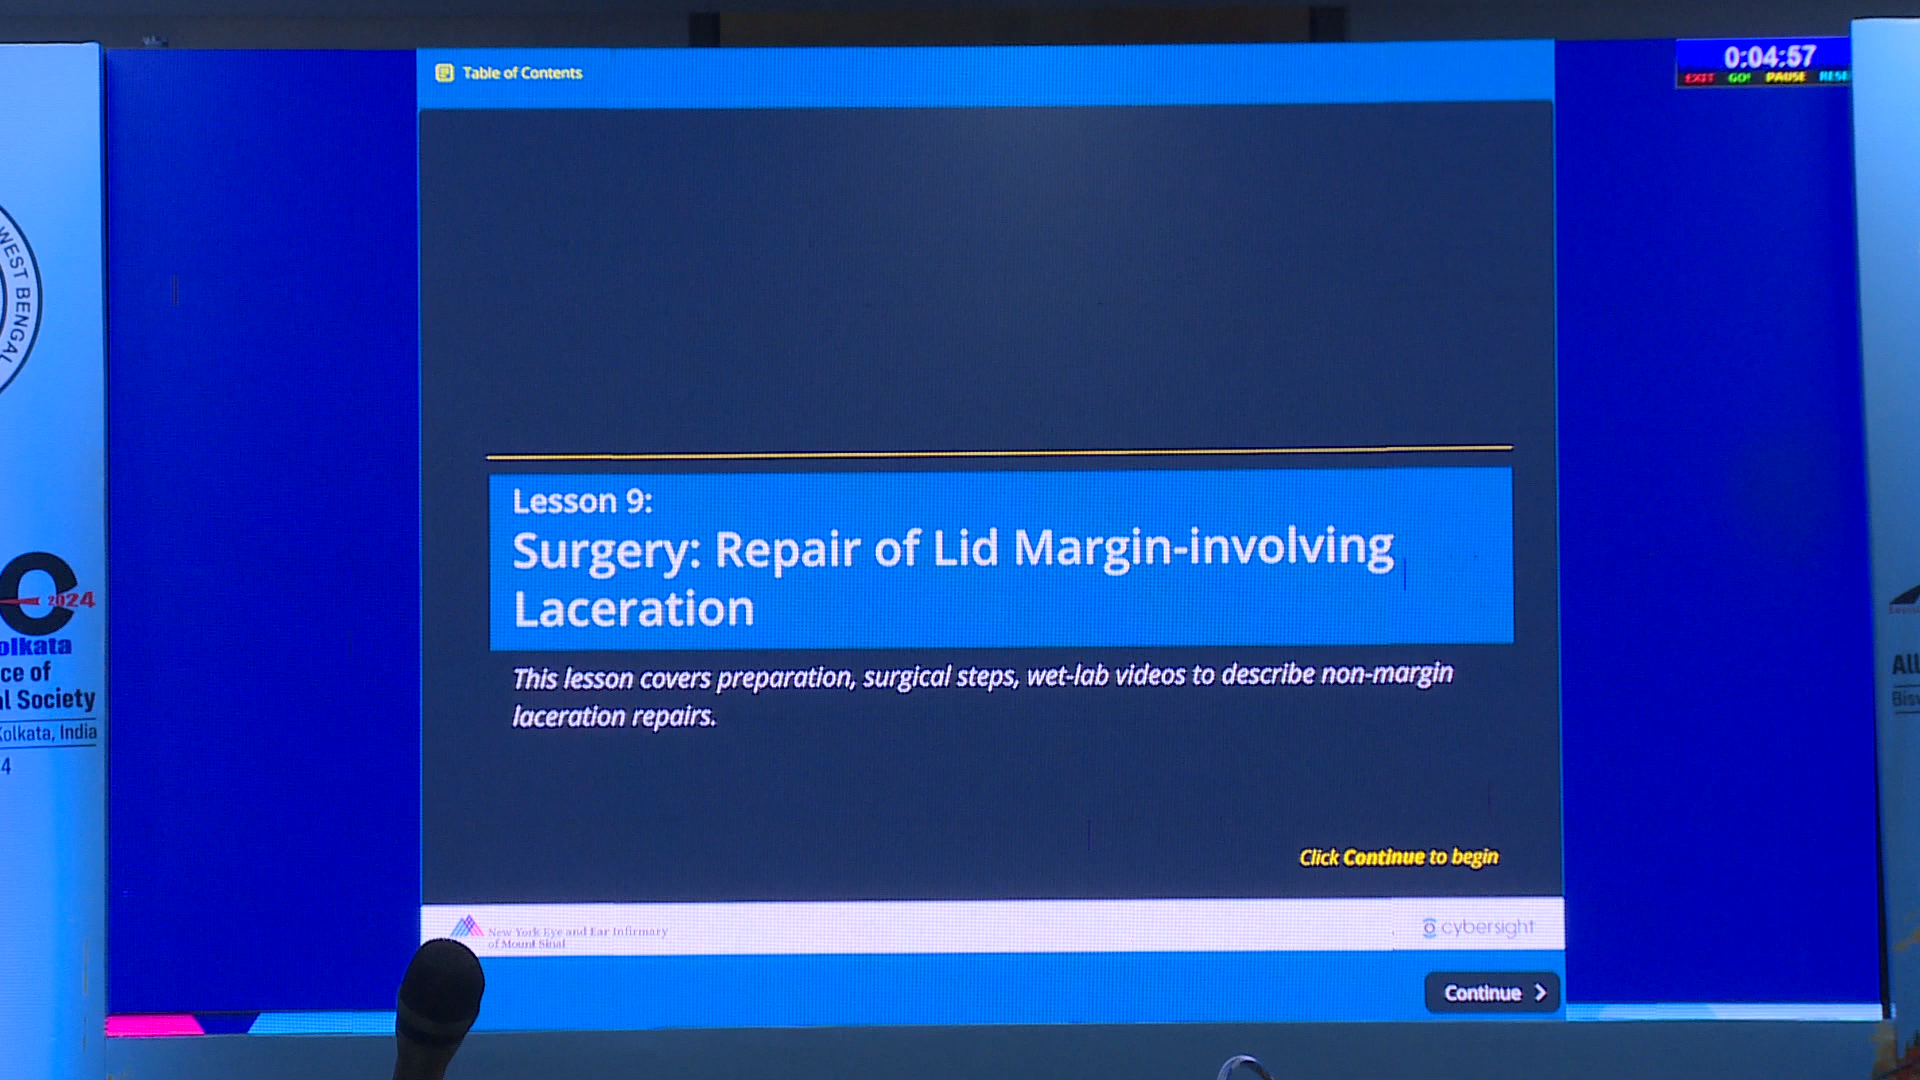 Table of Contents
0:04:57
EXIT GO! PAUSE RESE
WEST BENGAL
Lesson 9:
Surgery: Repair of Lid Margin-involving
Laceration
This lesson covers preparation, surgical steps, wet-lab videos to describe non-margin
laceration repairs.
Click Continue to begin
New York Eye and Ear Infirmary
of Mount Sinai
cybersight
Continue
2024
olkata
ce of
l Society
Kolkata, India
4
All